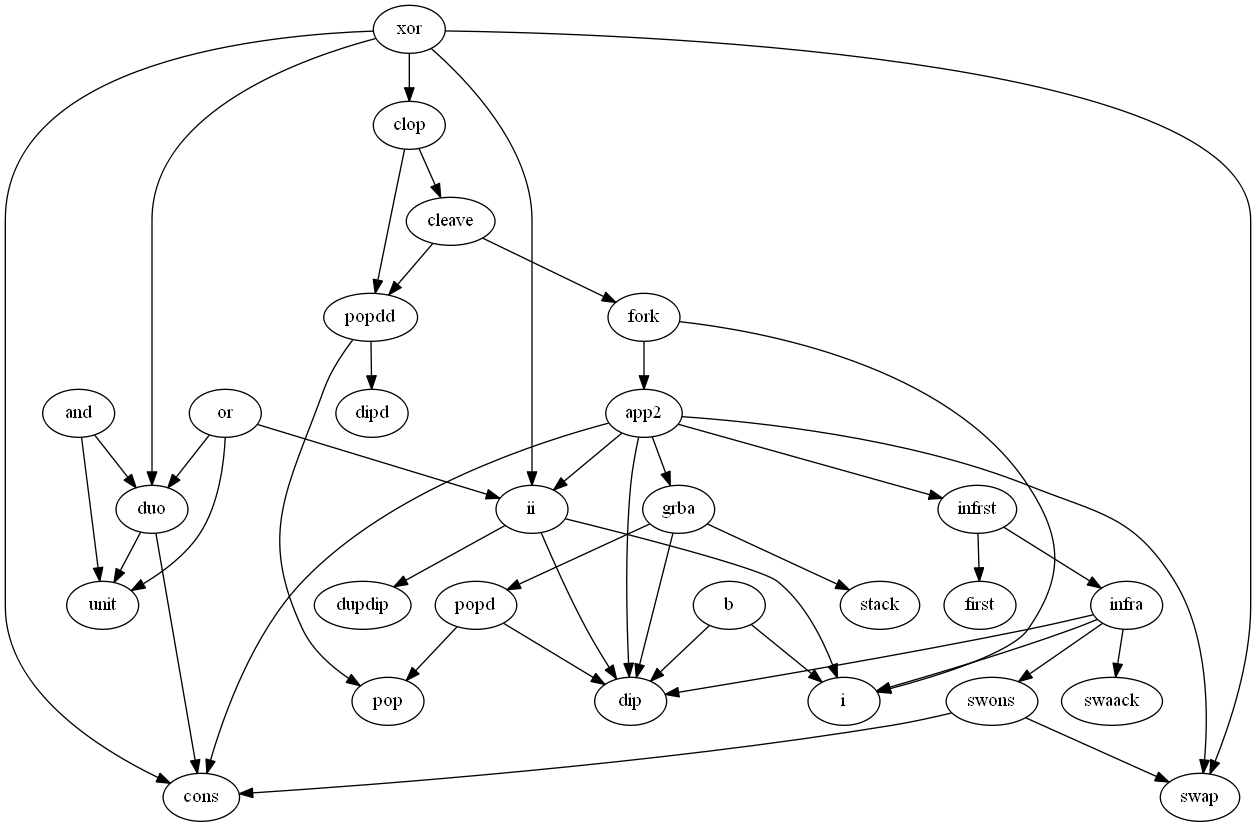 xor
clop
cleave
popdd
fork
and
or
dipd
app2
duo
ii
grba
infrst
unit
dupdip
popd
b
stack
first
infra
pop
dip
i
swons
swaack
cons
swap